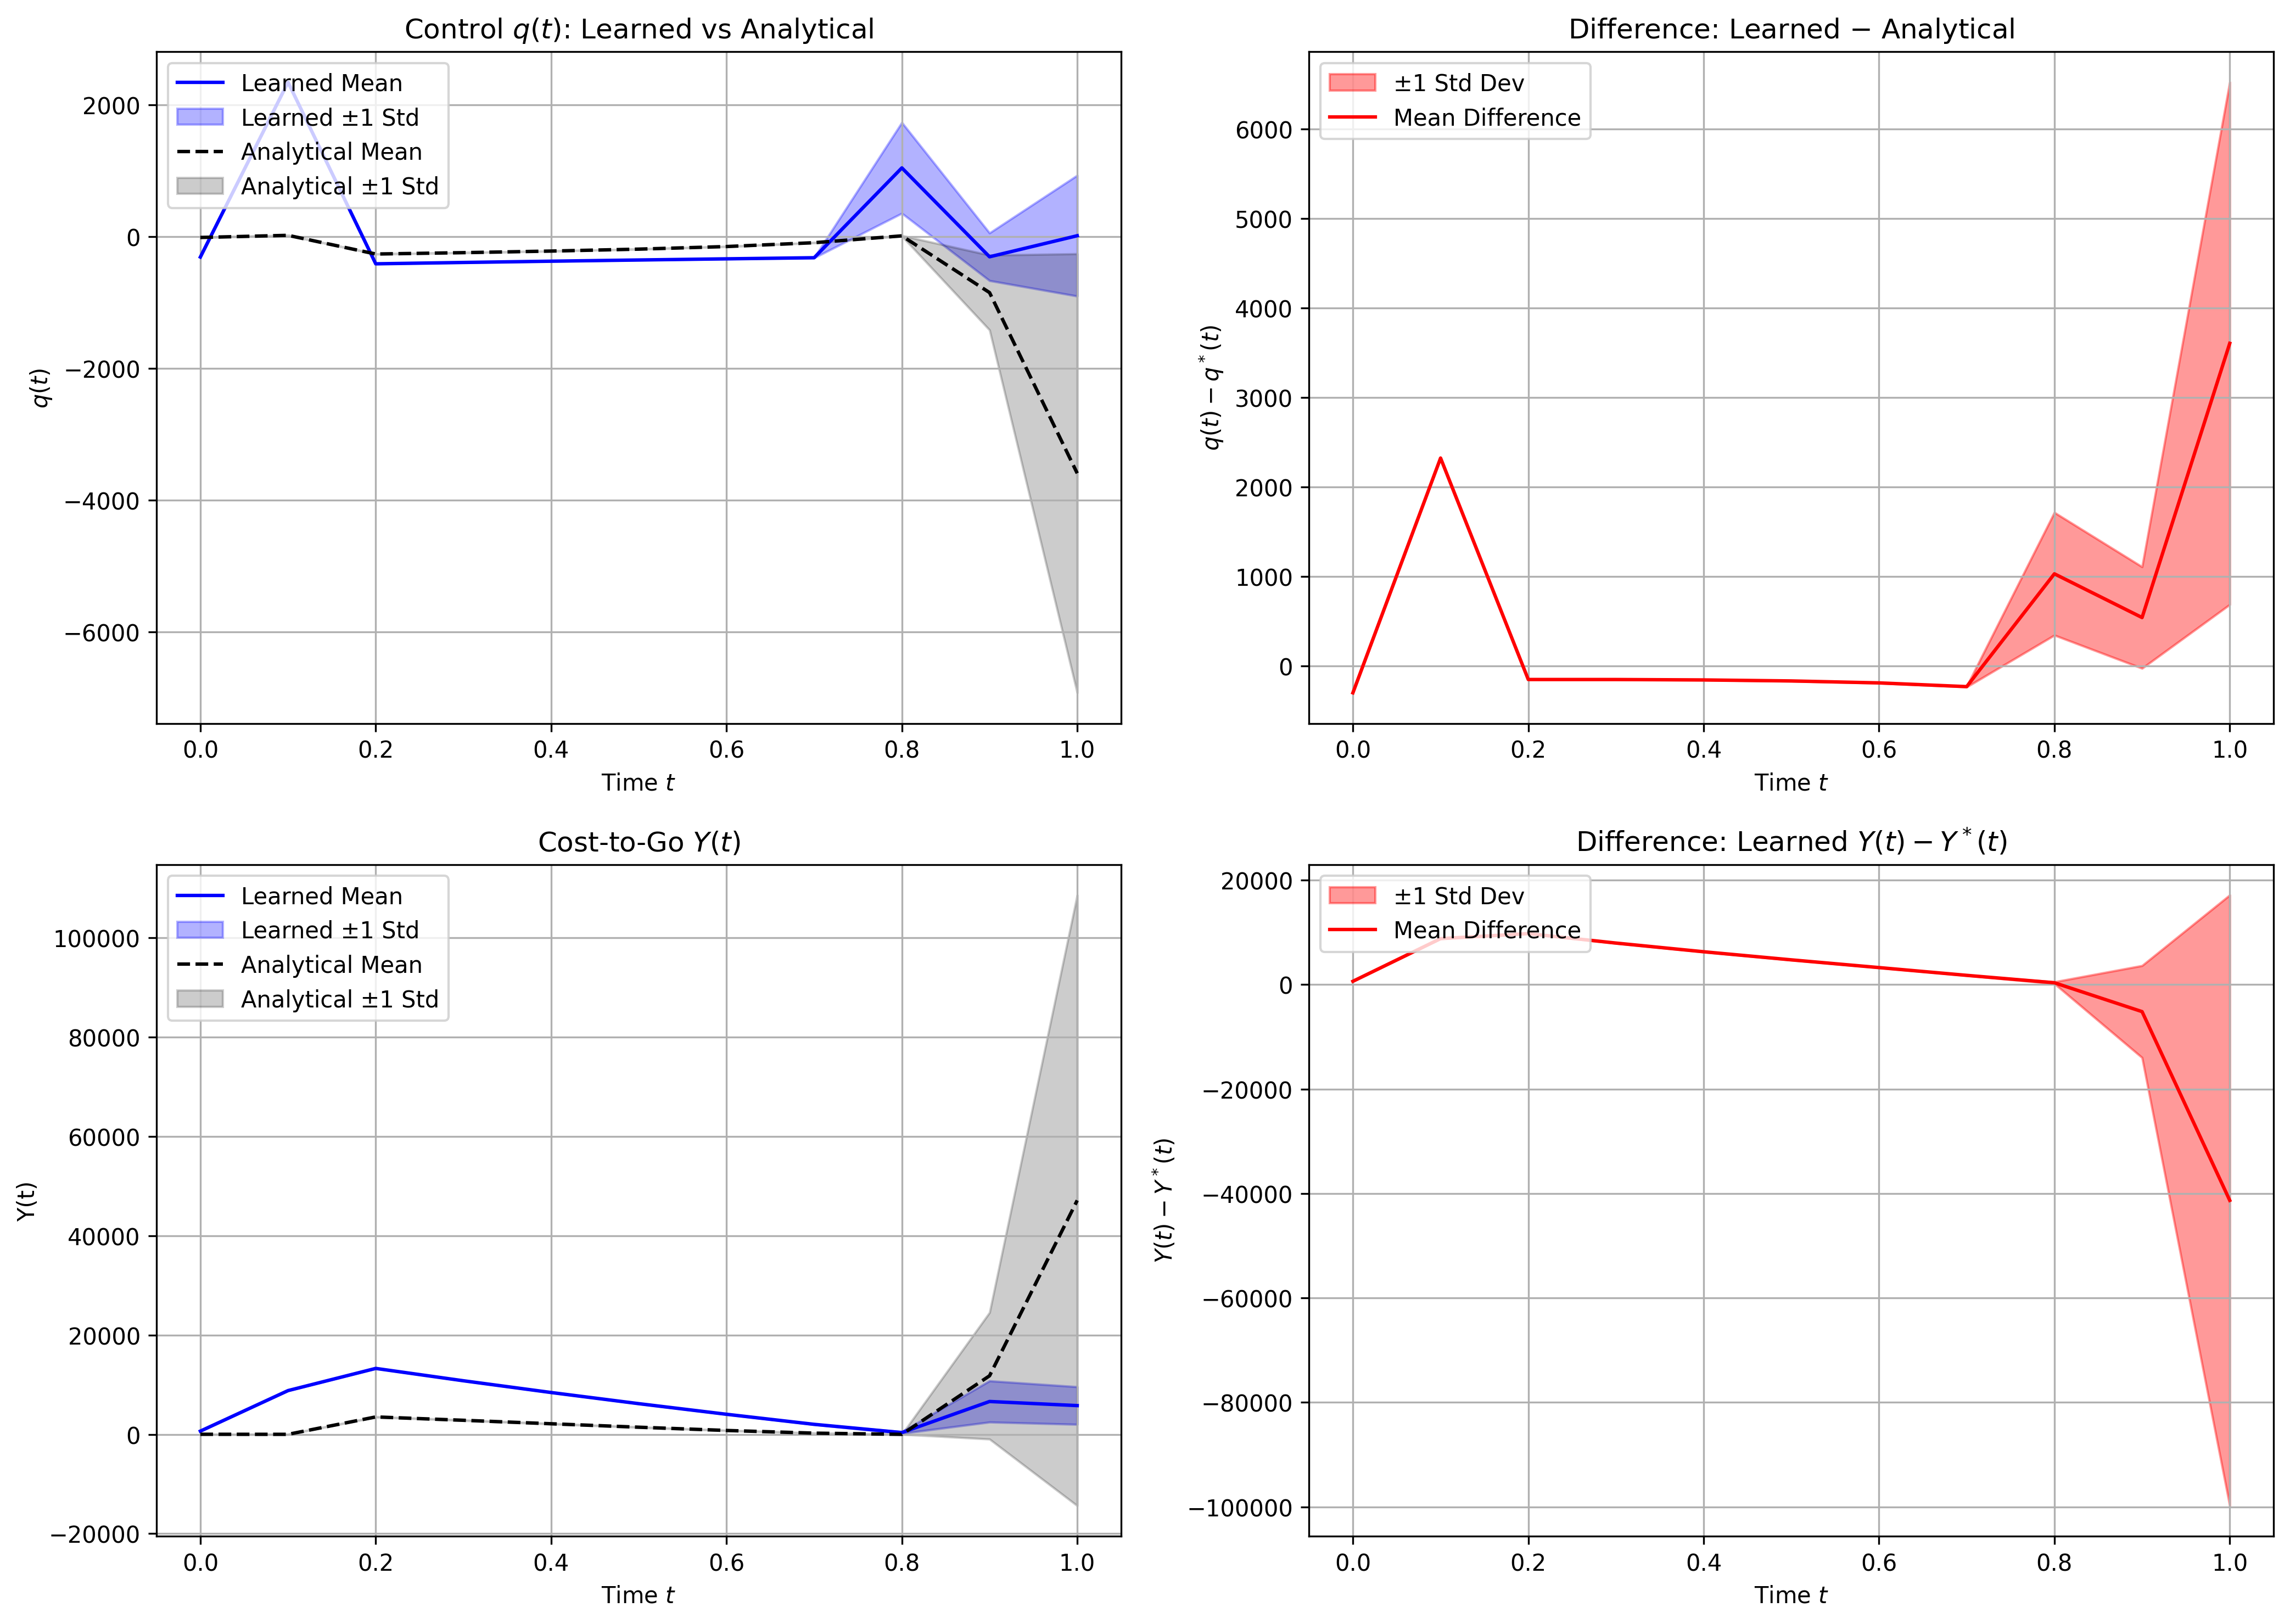 Control q(t): Learned vs Analytical
Learned Mean
Learned ±1 Std
Analytical Mean
Analytical ±1 Std
2000
0
−2000
−4000
−6000
q(t)
0.0 0.2 0.4 0.6 0.8 1.0
Time t
Difference: Learned − Analytical
±1 Std Dev
Mean Difference
6000
5000
4000
3000
2000
1000
0
q(t) − q*(t)
0.0 0.2 0.4 0.6 0.8 1.0
Time t
Cost-to-Go Y(t)
Learned Mean
Learned ±1 Std
Analytical Mean
Analytical ±1 Std
100000
80000
60000
40000
20000
0
−20000
Y(t)
0.0 0.2 0.4 0.6 0.8 1.0
Time t
Difference: Learned Y(t) − Y*(t)
±1 Std Dev
Mean Difference
20000
0
−20000
−40000
−60000
−80000
−100000
Y(t) − Y*(t)
0.0 0.2 0.4 0.6 0.8 1.0
Time t